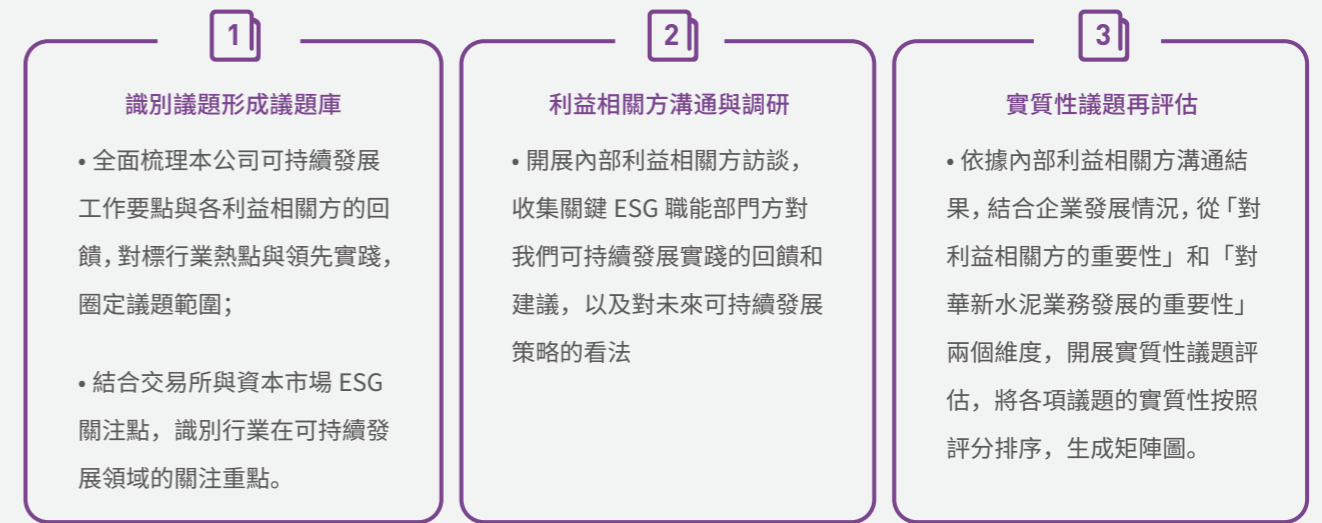 1
識別議題形成議題庫
• 全面梳理本公司可持續發展
工作要點與各利益相關方的回
饋，對標行業熱點與領先實踐，
圈定議題範圍；
• 結合交易所與資本市場 ESG
關注點，識別行業在可持續發
展領域的關注重點。
2
利益相關方溝通與調研
• 開展內部利益相關方訪談，
收集關鍵 ESG 職能部門方對
我們可持續發展實踐的回饋和
建議，以及對未來可持續發展
策略的看法
3
實質性議題再評估
• 依據內部利益相關方溝通結
果，結合企業發展情況，從「對
利益相關方的重要性」和「對
華新水泥業務發展的重要性」
兩個維度，開展實質性議題評
估，將各項議題的實質性按照
評分排序，生成矩陣圖。